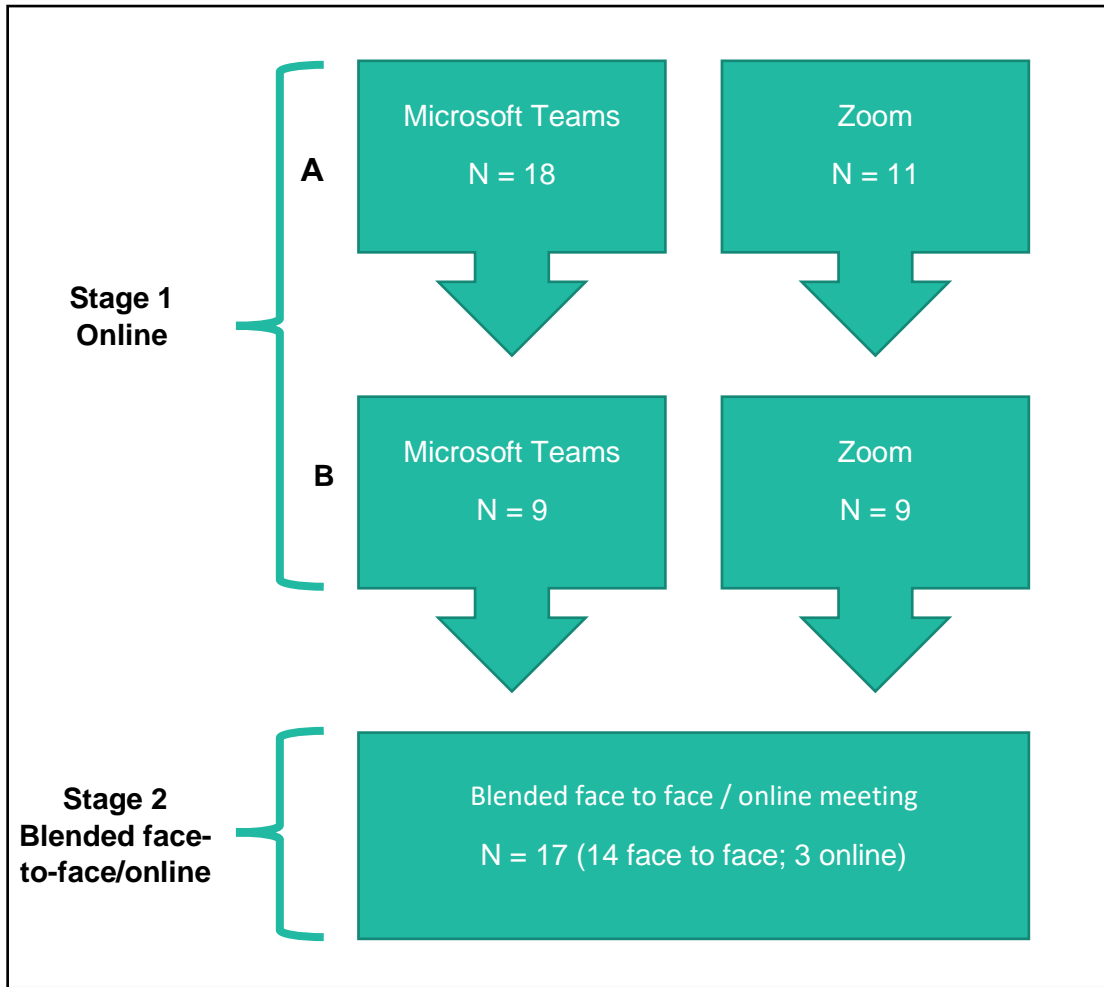 A
Microsoft Teams
N = 18
Zoom
N = 11
Stage 1
Online
B
Microsoft Teams
N = 9
Zoom
N = 9
Stage 2
Blended face-
to-face/online
Blended face to face / online meeting
N = 17 (14 face to face; 3 online)